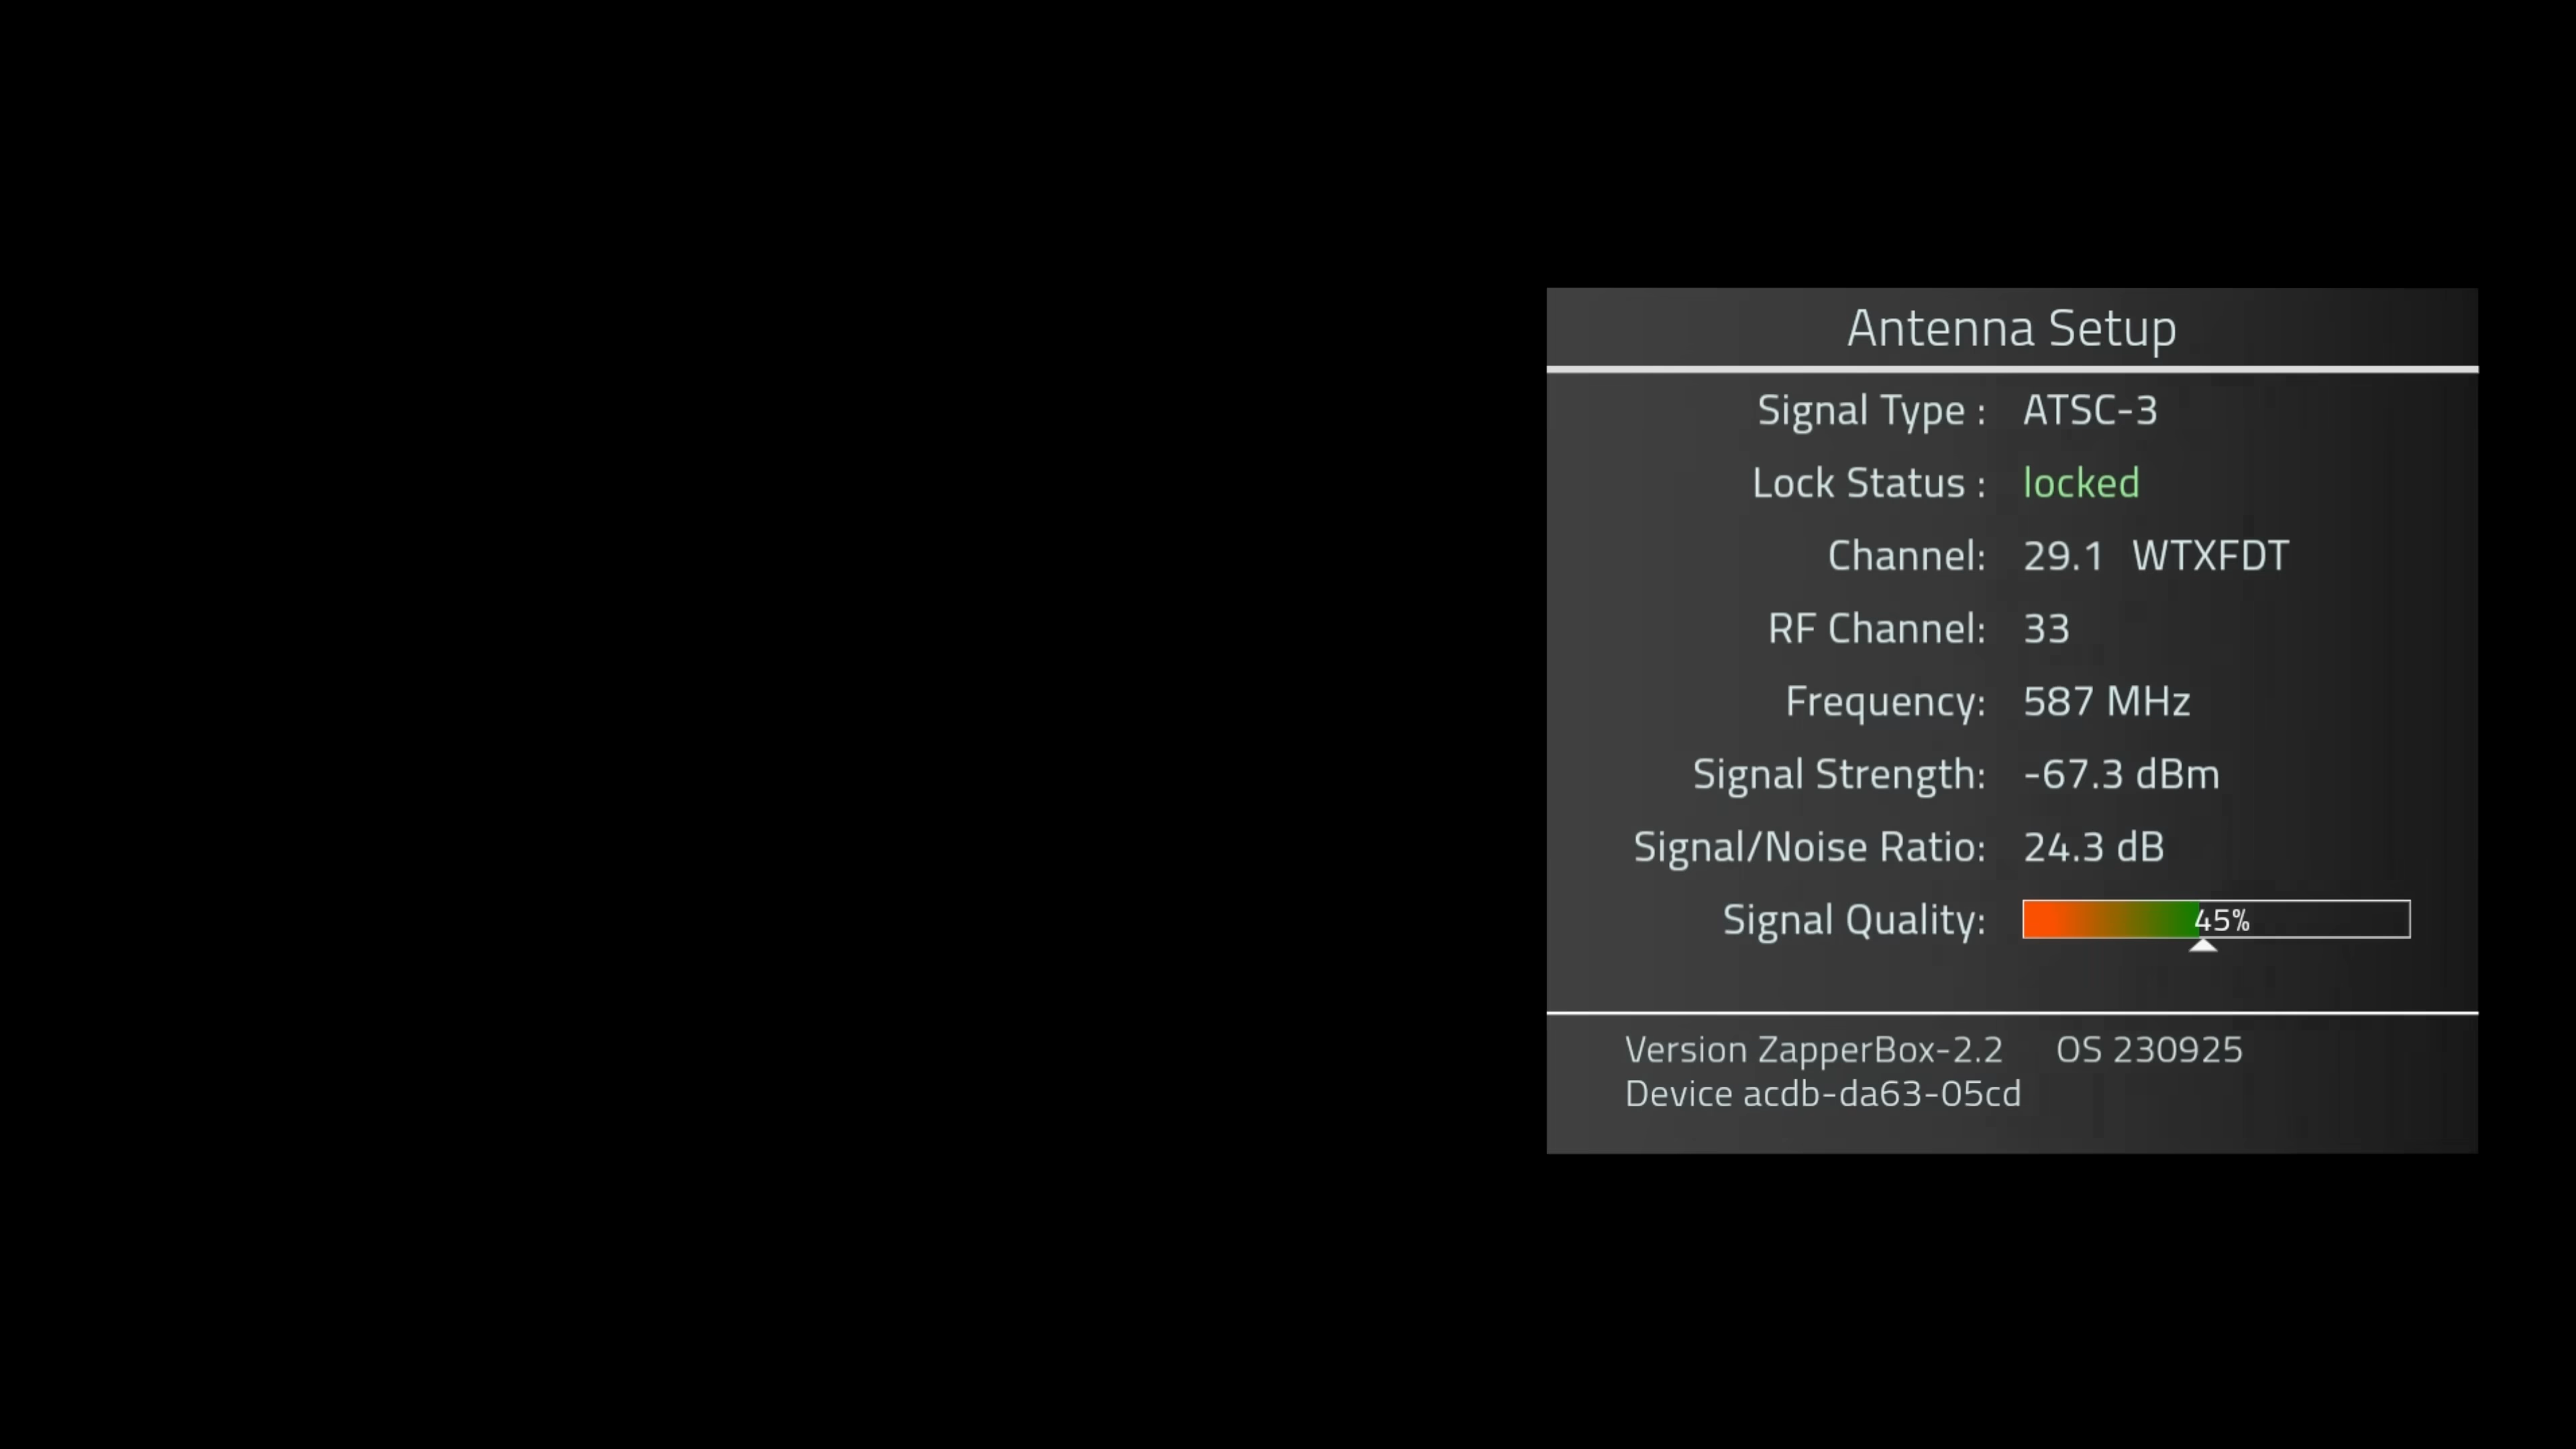 Antenna Setup
Signal Type : ATSC-3
Lock Status : locked
Channel: 29.1 WTXFDT
RF Channel: 33
Frequency: 587 MHz
Signal Strength: -67.3 dBm
Signal/Noise Ratio: 24.3 dB
Signal Quality: 45%
Version ZapperBox-2.2 OS 230925
Device acdb-da63-05cd